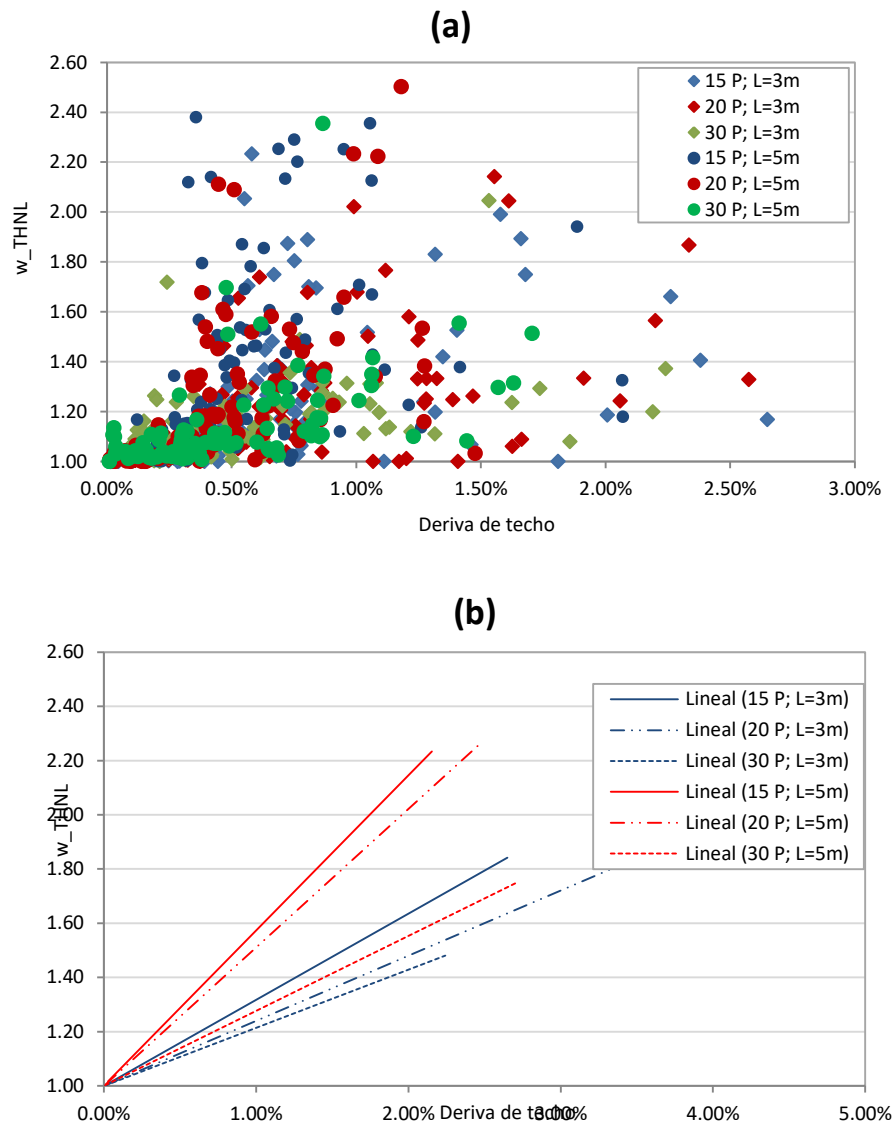 (a)
2.60
2.40
2.20
2.00
1.80
1.60
1.40
1.20
1.00
w_THNL
15 P; L=3m
20 P; L=3m
30 P; L=3m
15 P; L=5m
20 P; L=5m
30 P; L=5m
0.00% 0.50% 1.00% 1.50% 2.00% 2.50% 3.00%
Deriva de techo
(b)
2.60
2.40
2.20
2.00
1.80
1.60
1.40
1.20
1.00
w_THNL
Lineal (15 P; L=3m)
Lineal (20 P; L=3m)
Lineal (30 P; L=3m)
Lineal (15 P; L=5m)
Lineal (20 P; L=5m)
Lineal (30 P; L=5m)
0.00% 1.00% 2.00% 3.00% 4.00% 5.00%
Deriva de techo